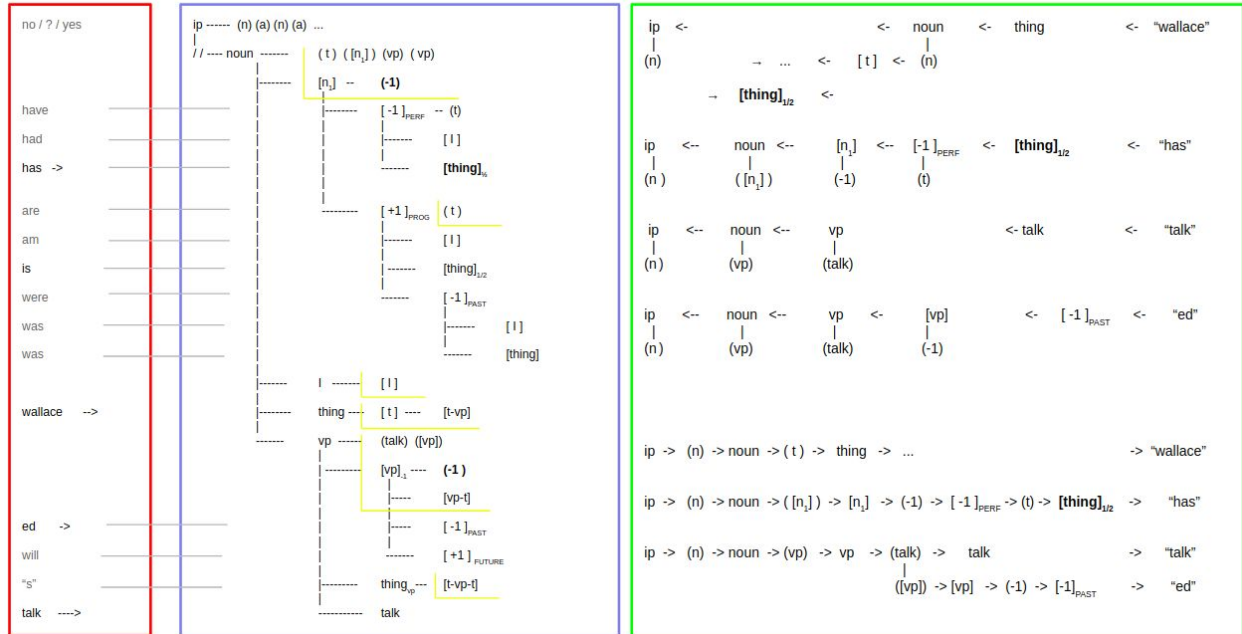 no / ? / yes
have
had
has ->
are
am
is
were
was
was
wallace -->
ed ->
will
“s”
talk ---->
ip ------ (n) (a) (n) (a) ...
/ / ---- noun ------- ( t ) ( [n1] ) (vp) ( vp)
[n1] -- (-1)
[ -1 ]PERF -- (t)
[ I ]
[thing]½
[ +1 ]PROG ( t )
[ I ]
[thing]1/2
[ -1 ]PAST
[ I ]
[thing]
I ------- [ I ]
thing ---- [ t ] ---- [t-vp]
vp ------ (talk) ([vp])
[vp]-1 ---- (-1 )
[vp-t]
[ -1 ]PAST
[ +1 ] FUTURE
thingvp --- [t-vp-t]
talk
ip <- <- noun <- thing <- “wallace”
(n) → ... <- [ t ] <- (n)
→ [thing]1/2 <-
ip <-- noun <-- [n1] <-- [-1 ]PERF <- [thing]1/2 <- “has”
(n ) ( [n1] ) (-1) (t)
ip <-- noun <-- vp <- talk <- “talk”
(n ) (vp) (talk)
ip <-- noun <-- vp <- [vp] <- [ -1 ]PAST <- “ed”
(n ) (vp) (talk) (-1)
ip -> (n) -> noun -> ( t ) -> thing -> ... -> “wallace”
ip -> (n) -> noun -> ( [n1] ) -> [n1] -> (-1) -> [ -1 ]PERF -> (t) -> [thing]1/2 -> “has”
ip -> (n) -> noun -> (vp) -> vp -> (talk) -> talk -> “talk”
([vp]) -> [vp] -> (-1) -> [-1]PAST -> “ed”